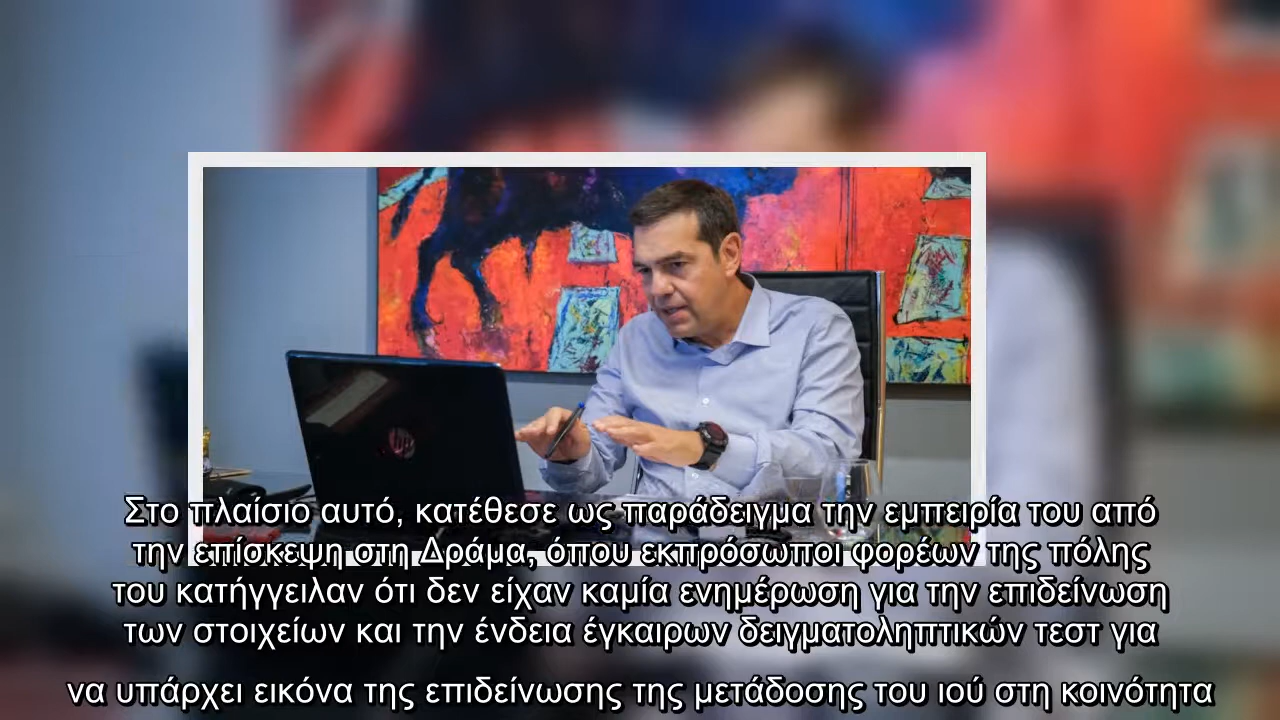 hp
Στο πλαίσιο αυτό, κατέθεσε ως παράδειγμα την εμπειρία του από
την επίσκεψη στη Δράμα, όπου εκπρόσωποι φορέων της πόλης
του κατήγγειλαν ότι δεν είχαν καμία ενημέρωση για την επιδείνωση
των στοιχείων και την ένδεια έγκαιρων δειγματοληπτικών τεστ για
να υπάρχει εικόνα της επιδείνωσης της μετάδοσης του ιού στη κοινότητα